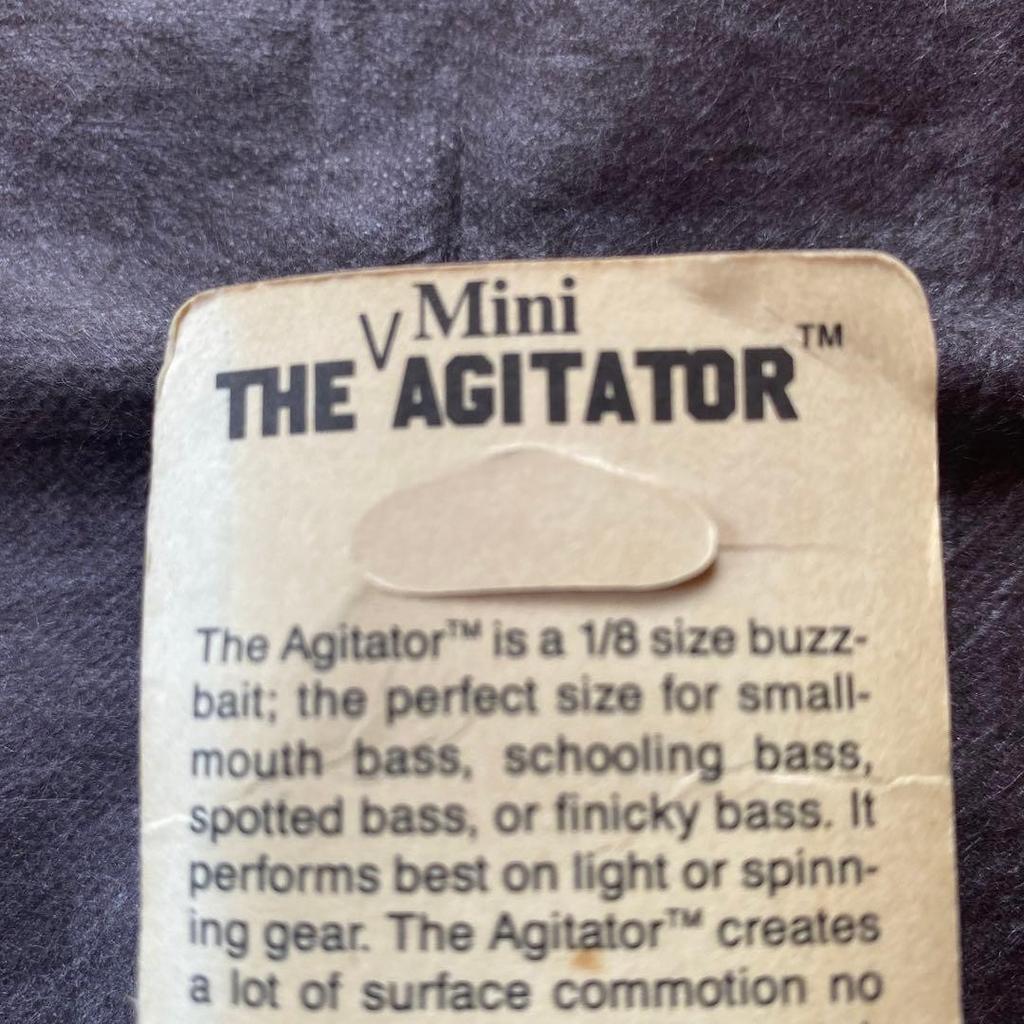 V Mini
THE AGITATOR™
The Agitator™ is a 1/8 size buzz-
bait; the perfect size for small-
mouth bass, schooling bass,
spotted bass, or finicky bass. It
performs best on light or spinn-
ing gear. The Agitator™ creates
a lot of surface commotion no